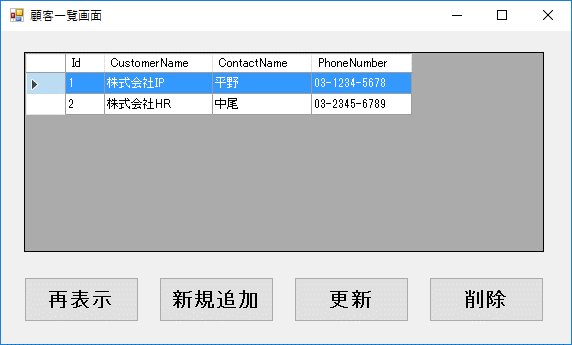 顧客一覧画面
Id CustomerName ContactName PhoneNumber
1 株式会社IP 平野 03-1234-5678
2 株式会社HR 中尾 03-2345-6789
再表示 新規追加 更新 削除